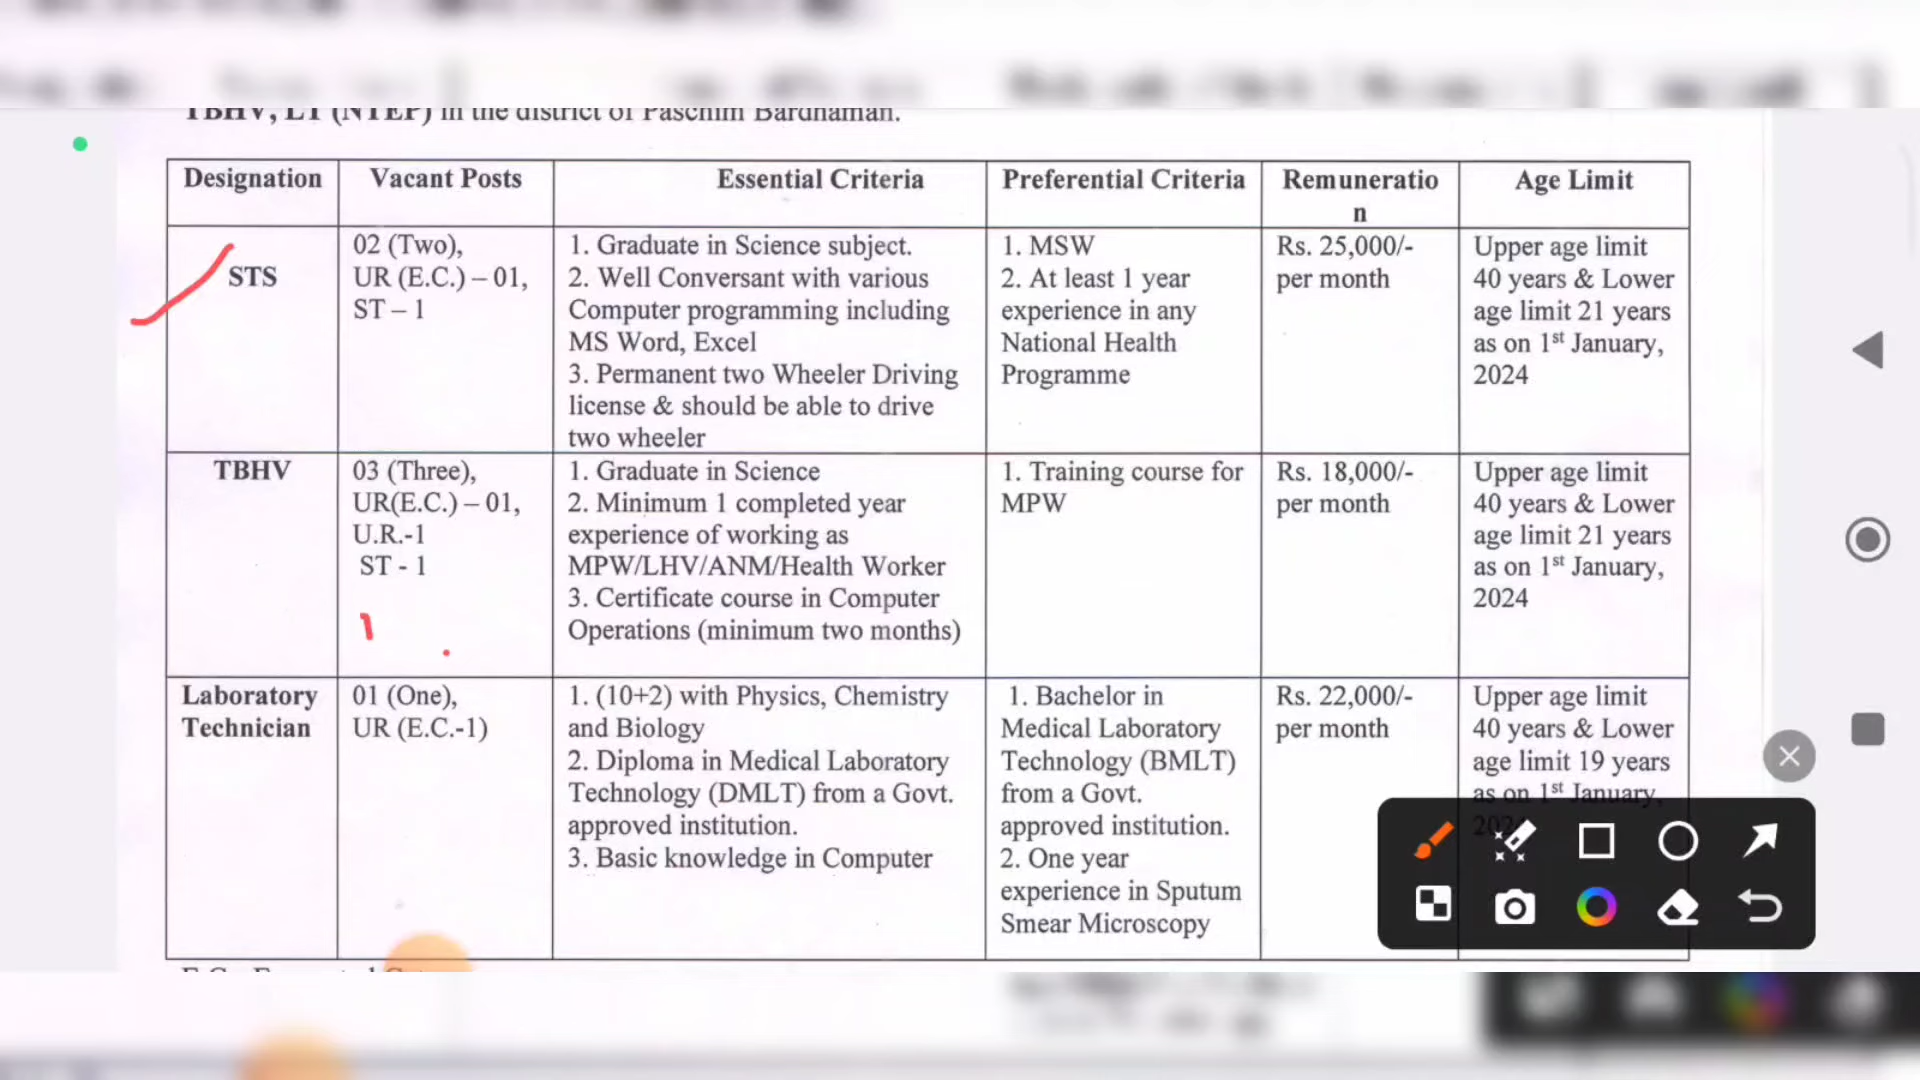 TBHV, LT (NTEP) in the district of Paschim Bardhaman.
Designation
Vacant Posts
Essential Criteria
Preferential Criteria
Remuneratio
n
Age Limit
STS
02 (Two),
UR (E.C.) – 01,
ST – 1
1. Graduate in Science subject.
2. Well Conversant with various
Computer programming including
MS Word, Excel
3. Permanent two Wheeler Driving
license & should be able to drive
two wheeler
1. MSW
2. At least 1 year
experience in any
National Health
Programme
Rs. 25,000/-
per month
Upper age limit
40 years & Lower
age limit 21 years
as on 1st January,
2024
TBHV
03 (Three),
UR(E.C.) – 01,
U.R.-1
ST - 1
1. Graduate in Science
2. Minimum 1 completed year
experience of working as
MPW/LHV/ANM/Health Worker
3. Certificate course in Computer
Operations (minimum two months)
1. Training course for
MPW
Rs. 18,000/-
per month
Upper age limit
40 years & Lower
age limit 21 years
as on 1st January,
2024
Laboratory
Technician
01 (One),
UR (E.C.-1)
1. (10+2) with Physics, Chemistry
and Biology
2. Diploma in Medical Laboratory
Technology (DMLT) from a Govt.
approved institution.
3. Basic knowledge in Computer
1. Bachelor in
Medical Laboratory
Technology (BMLT)
from a Govt.
approved institution.
2. One year
experience in Sputum
Smear Microscopy
Rs. 22,000/-
per month
Upper age limit
40 years & Lower
age limit 19 years
as on 1st January,
2024